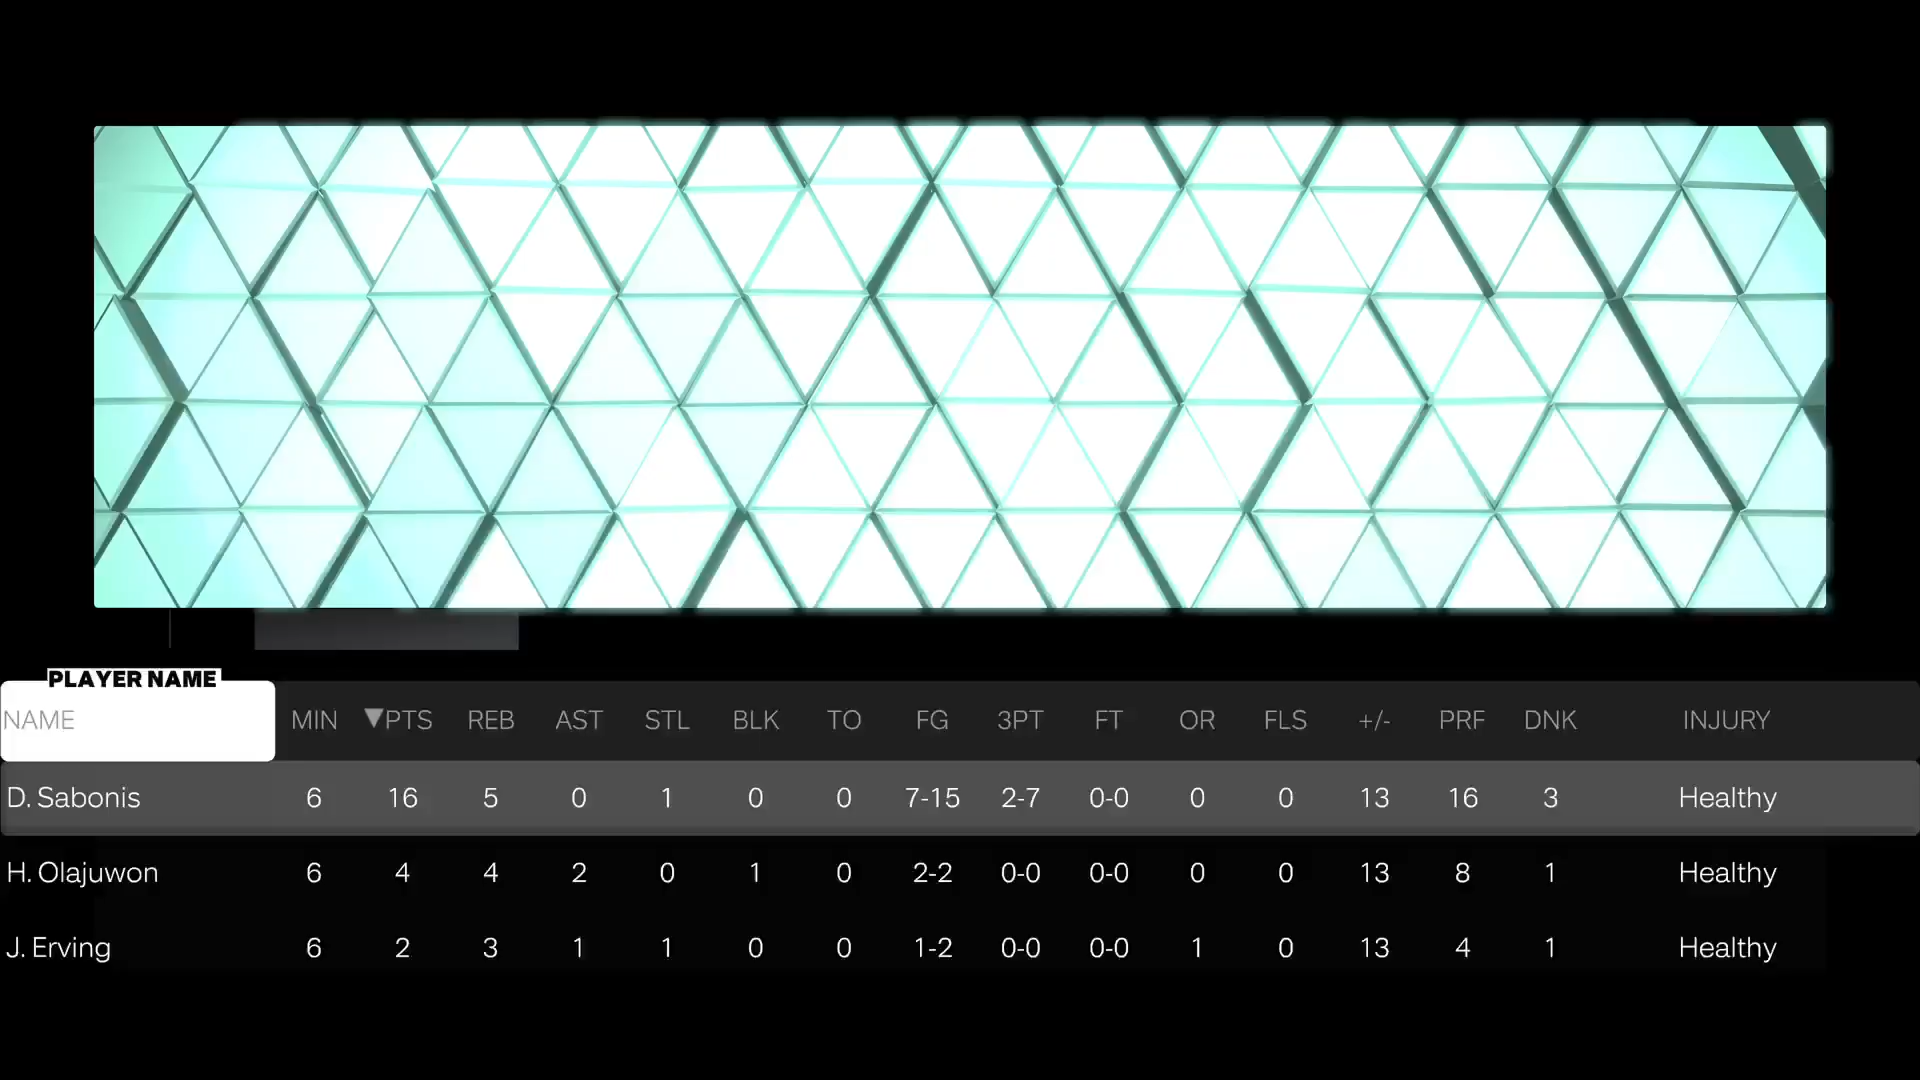 PLAYER NAME
NAME MIN ▼PTS REB AST STL BLK TO FG 3PT FT OR FLS +/- PRF DNK INJURY
D. Sabonis 6 16 5 0 1 0 0 7-15 2-7 0-0 0 0 13 16 3 Healthy
H. Olajuwon 6 4 4 2 0 1 0 2-2 0-0 0-0 0 0 13 8 1 Healthy
J. Erving 6 2 3 1 1 0 0 1-2 0-0 0-0 1 0 13 4 1 Healthy